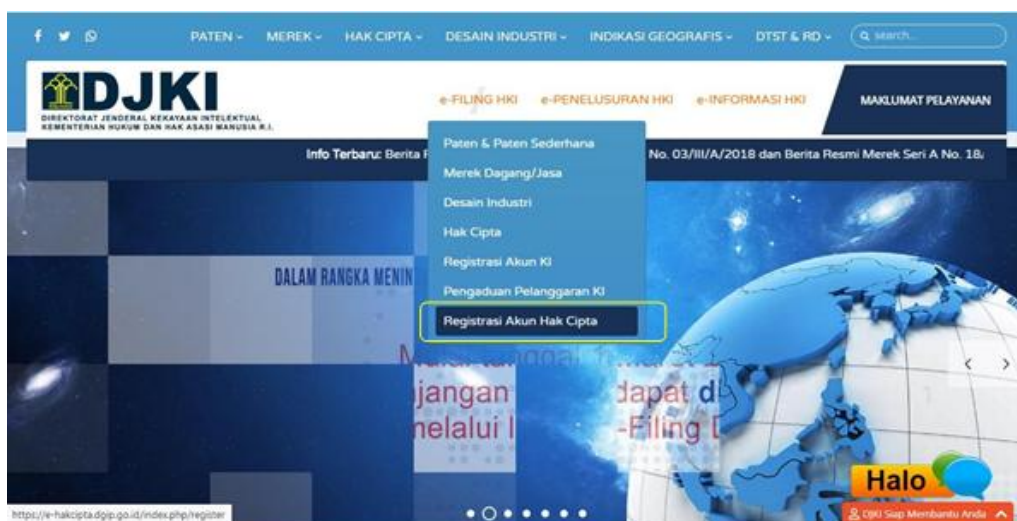 PATEN MEREK HAK CIPTA DESAIN INDUSTRI INDIKASI GEOGRAFIS DTST & RD search...
DJKI
DIREKTORAT JENDERAL KEKAYAAN INTELEKTUAL
KEMENTERIAN HUKUM DAN HAK ASASI MANUSIA R.I.
e-FILING HKI e-PENELUSURAN HKI e-INFORMASI HKI MAKLUMAT PELAYANAN
Info Terbaru: Berita No. 03/III/A/2018 dan Berita Resmi Merek Seri A No. 18/
Paten & Paten Sederhana
Merek Dagang/Jasa
Desain Industri
Hak Cipta
Registrasi Akun KI
Pengaduan Pelanggaran KI
Registrasi Akun Hak Cipta
DALAM RANGKA MENIN
jangan dapat d
melalui -Filing
Halo
DJKI Siap Membantu Anda
https://e-hakcipta.dgip.go.id/index.php/register